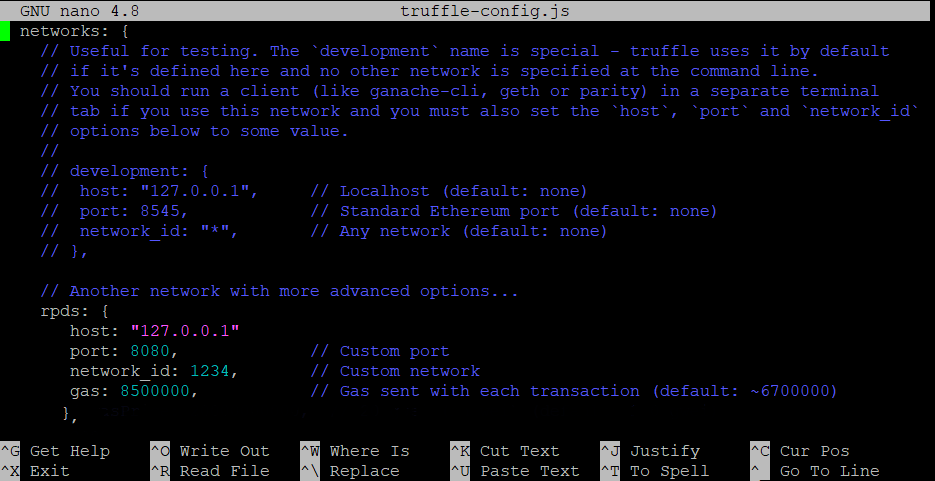 GNU nano 4.8 truffle-config.js
networks: {
// Useful for testing. The `development` name is special - truffle uses it by default
// if it's defined here and no other network is specified at the command line.
// You should run a client (like ganache-cli, geth or parity) in a separate terminal
// tab if you use this network and you must also set the `host`, `port` and `network_id`
// options below to some value.
//
// development: {
//  host: "127.0.0.1",     // Localhost (default: none)
//  port: 8545,            // Standard Ethereum port (default: none)
//  network_id: "*",       // Any network (default: none)
// },
// Another network with more advanced options...
rpds: {
host: "127.0.0.1"
port: 8080,             // Custom port
network_id: 1234,       // Custom network
gas: 8500000,           // Gas sent with each transaction (default: ~6700000)
},
^G Get Help ^O Write Out ^W Where Is ^K Cut Text ^J Justify ^C Cur Pos
^X Exit ^R Read File ^\ Replace ^U Paste Text ^T To Spell ^_ Go To Line